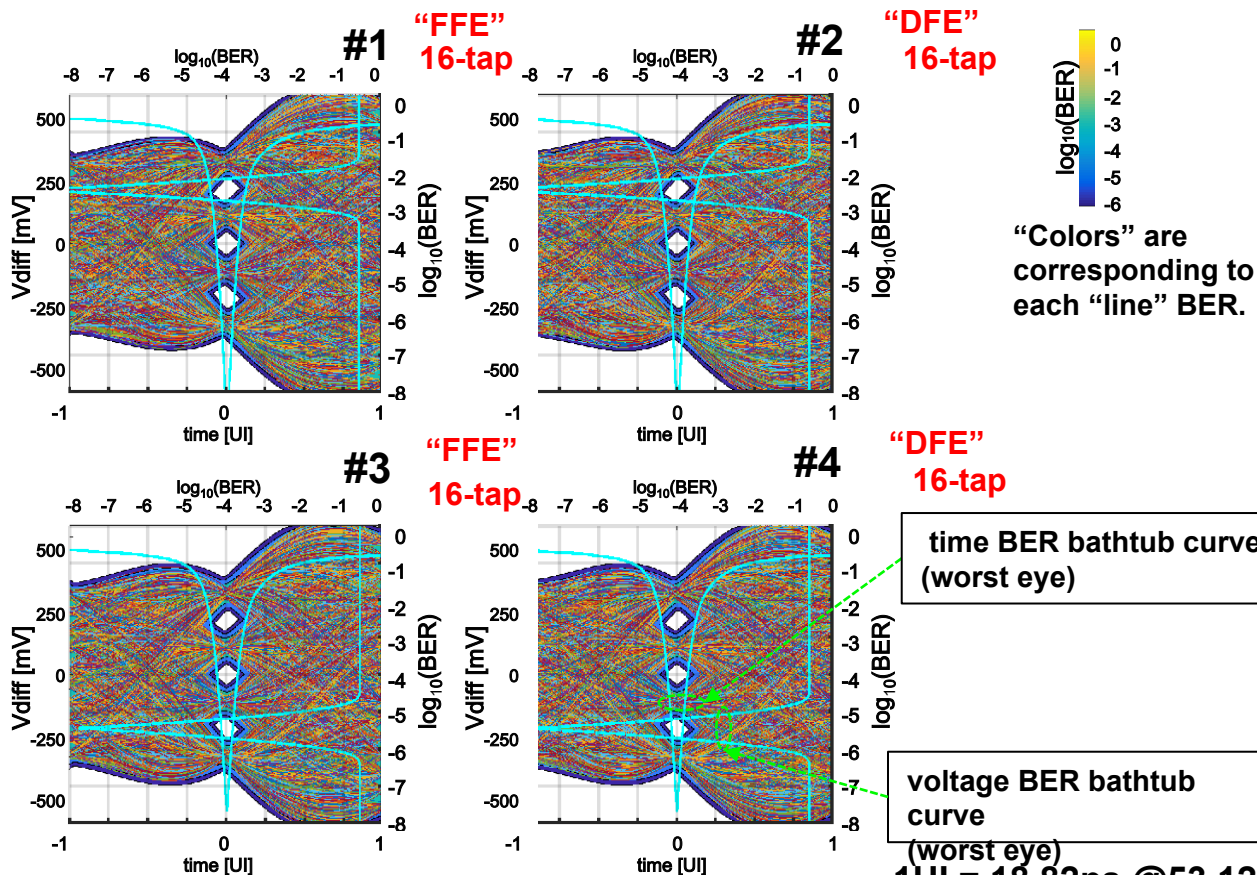 #1
“FFE”
16-tap
log10(BER)
-8 -7 -6 -5 -4 -3 -2 -1 0
500
250
0
-250
-500
Vdiff [mV]
0
-1
-2
-3
-4
-5
-6
-7
-8
log10(BER)
-1 0 1
time [UI]
#2
“DFE”
16-tap
log10(BER)
-8 -7 -6 -5 -4 -3 -2 -1 0
500
250
0
-250
-500
Vdiff [mV]
0
-1
-2
-3
-4
-5
-6
-7
-8
log10(BER)
-1 0 1
time [UI]
log10(BER)
0
-1
-2
-3
-4
-5
-6
“Colors” are
corresponding to
each “line” BER.
#3
“FFE”
16-tap
log10(BER)
-8 -7 -6 -5 -4 -3 -2 -1 0
500
250
0
-250
-500
Vdiff [mV]
0
-1
-2
-3
-4
-5
-6
-7
-8
log10(BER)
-1 0 1
time [UI]
#4
“DFE”
16-tap
log10(BER)
-8 -7 -6 -5 -4 -3 -2 -1 0
500
250
0
-250
-500
Vdiff [mV]
0
-1
-2
-3
-4
-5
-6
-7
-8
log10(BER)
-1 0 1
time [UI]
time BER bathtub curve
(worst eye)
voltage BER bathtub
curve
(worst eye)